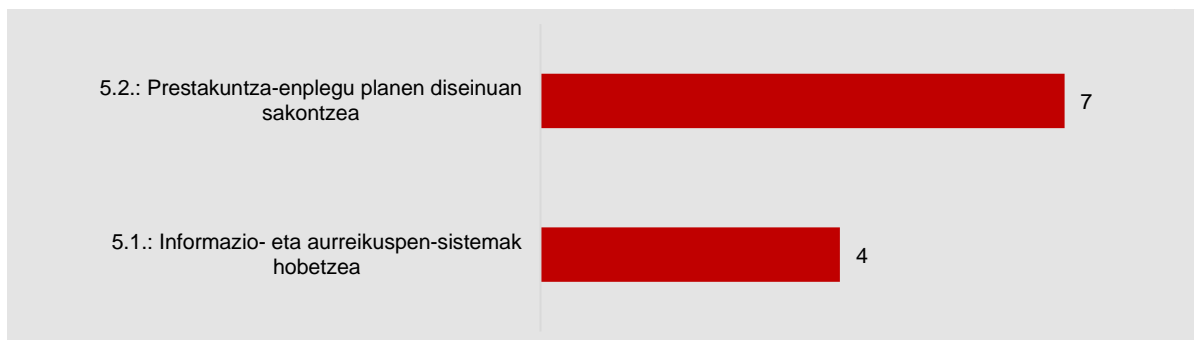 5.2.: Prestakuntza-enplegu planen diseinuan
sakontzea
7
5.1.: Informazio- eta aurreikuspen-sistemak
hobetzea
4